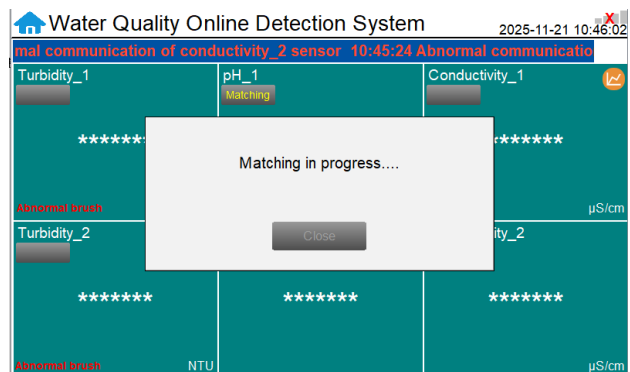 Water Quality Online Detection System
2025-11-21 10:46:02
mal communication of conductivity_2 sensor 10:45:24 Abnormal communicatio
Turbidity_1 pH_1 Conductivity_1
Matching
****** ******
Matching in progress....
Abnormal brush µS/cm
Close
Turbidity_2 ity_2
******* ******* *******
Abnormal brush NTU µS/cm